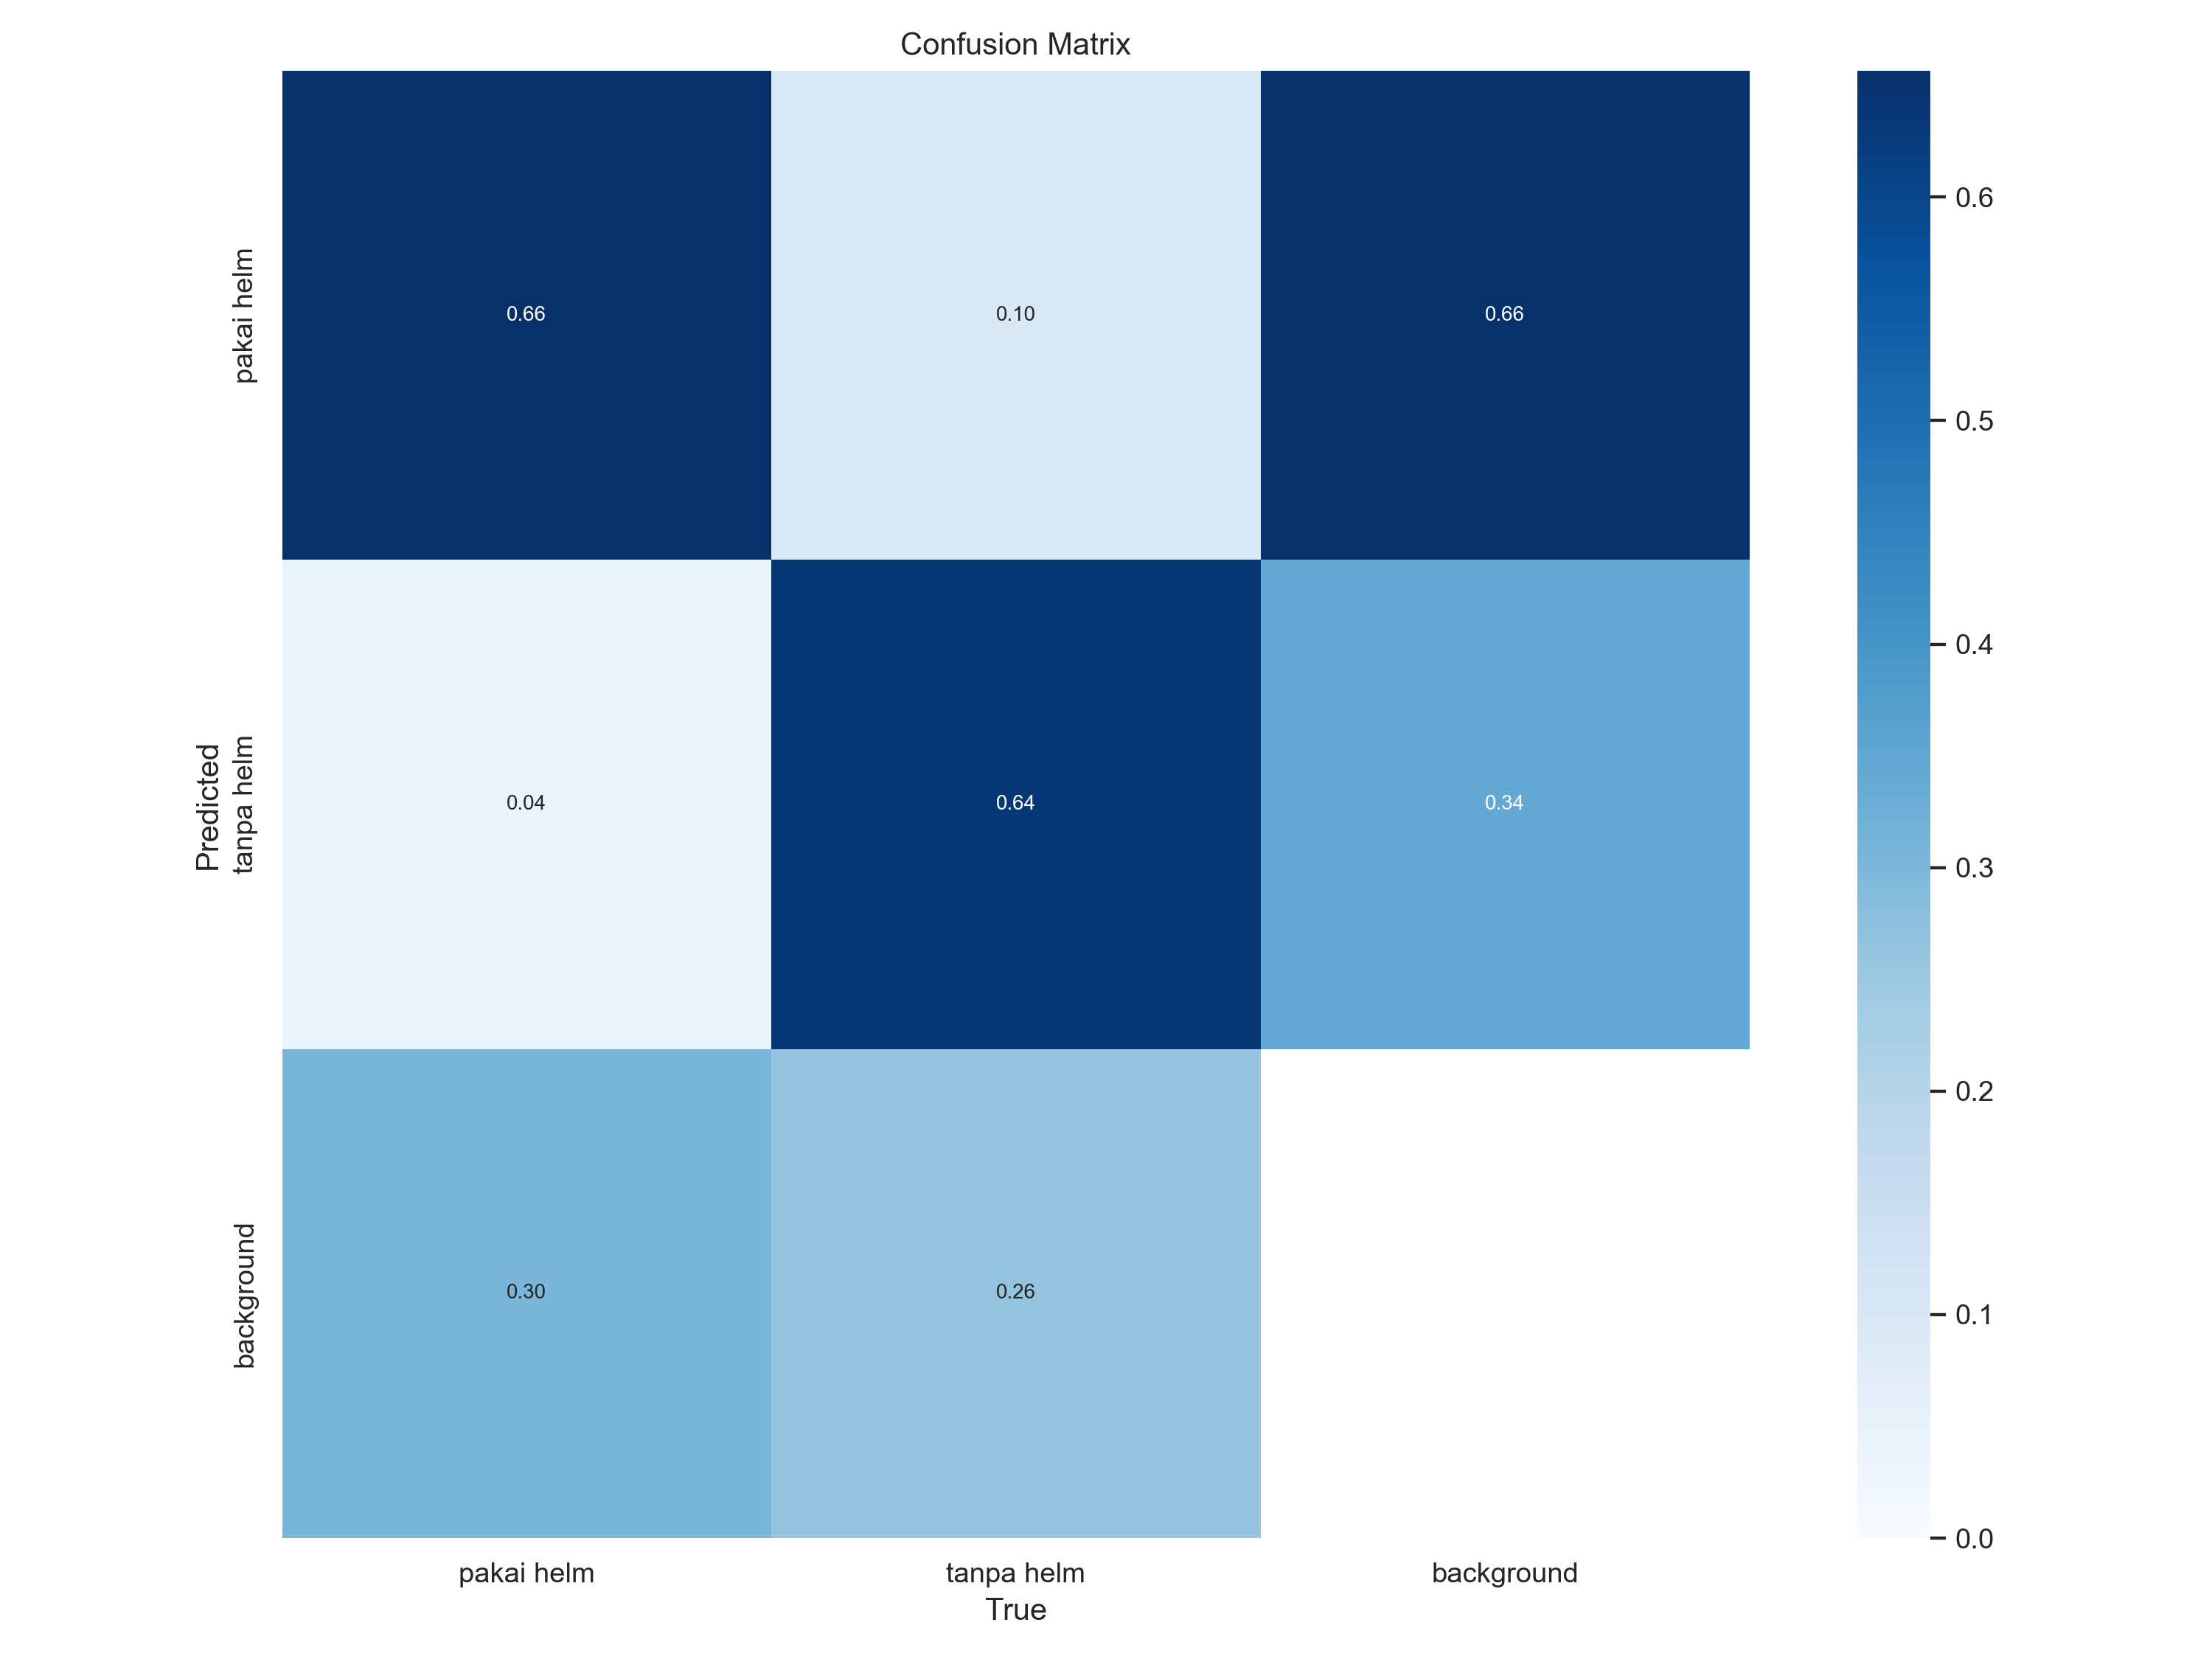 Confusion Matrix
pakai helm
0.66
0.10
0.66
Predicted
tanpa helm
0.04
0.64
0.34
background
0.30
0.26
pakai helm
tanpa helm
background
True
0.6
0.5
0.4
0.3
0.2
0.1
0.0